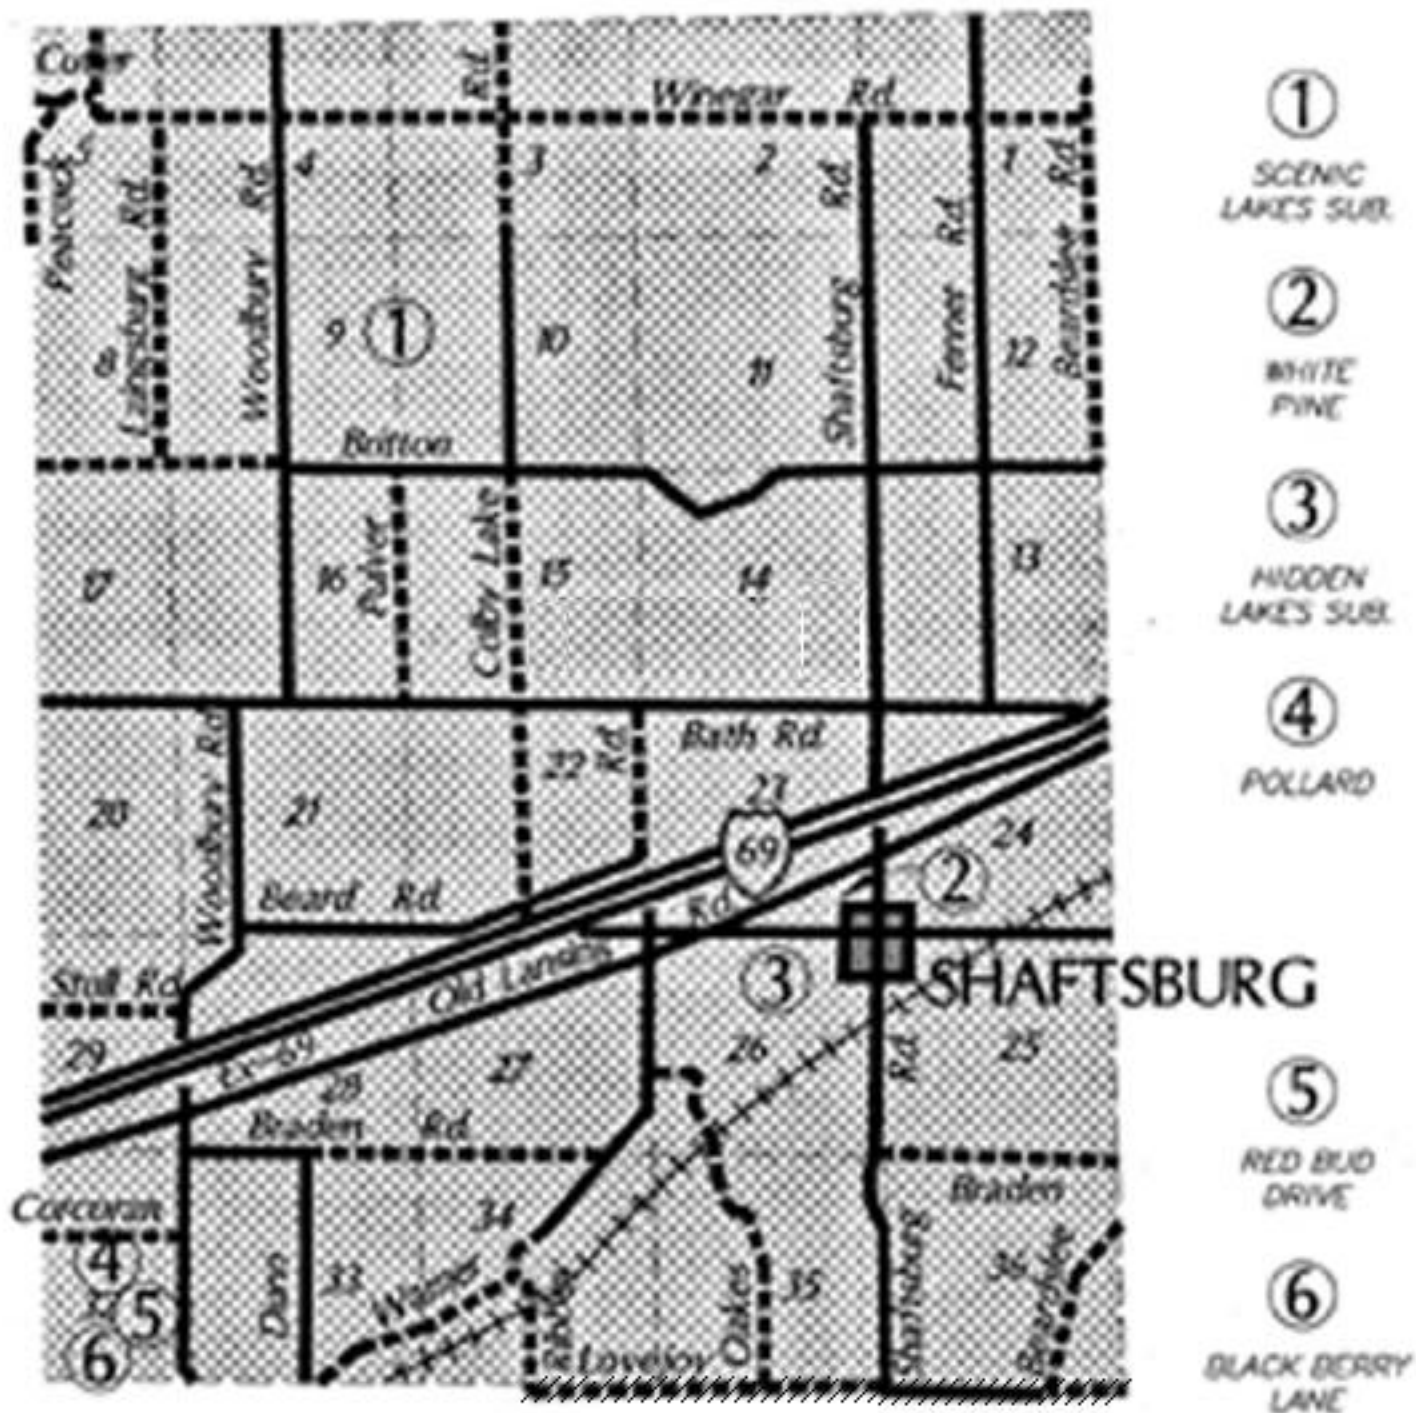 Rd.
Winegar Rd.
4
3
2
1
Peacock
Lansburg Rd.
Woodbury Rd.
Shaftsburg Rd.
Ferner Rd.
Beardslee Rd.
8
9
1
10
11
12
Britton
17
16
Pulver
Colby Lake
15
14
13
20
Woodbury Rd.
21
22
Rd.
Bath Rd.
23
24
69
2
Beard Rd.
Rd.
Stoll Rd.
Old Lansing
3
SHAFTSBURG
29
Ex-69
28
27
26
Rd.
25
Braden Rd.
Braden
Corcoran
34
4
5
6
Dunn
33
Warner
Oakes
35
Shaftsburg
36
Beardslee
Lovejoy
1
SCENIC
LAKES SUB.
2
WHITE
PINE
3
HIDDEN
LAKES SUB.
4
POLLARD
5
RED BUD
DRIVE
6
BLACK BERRY
LANE